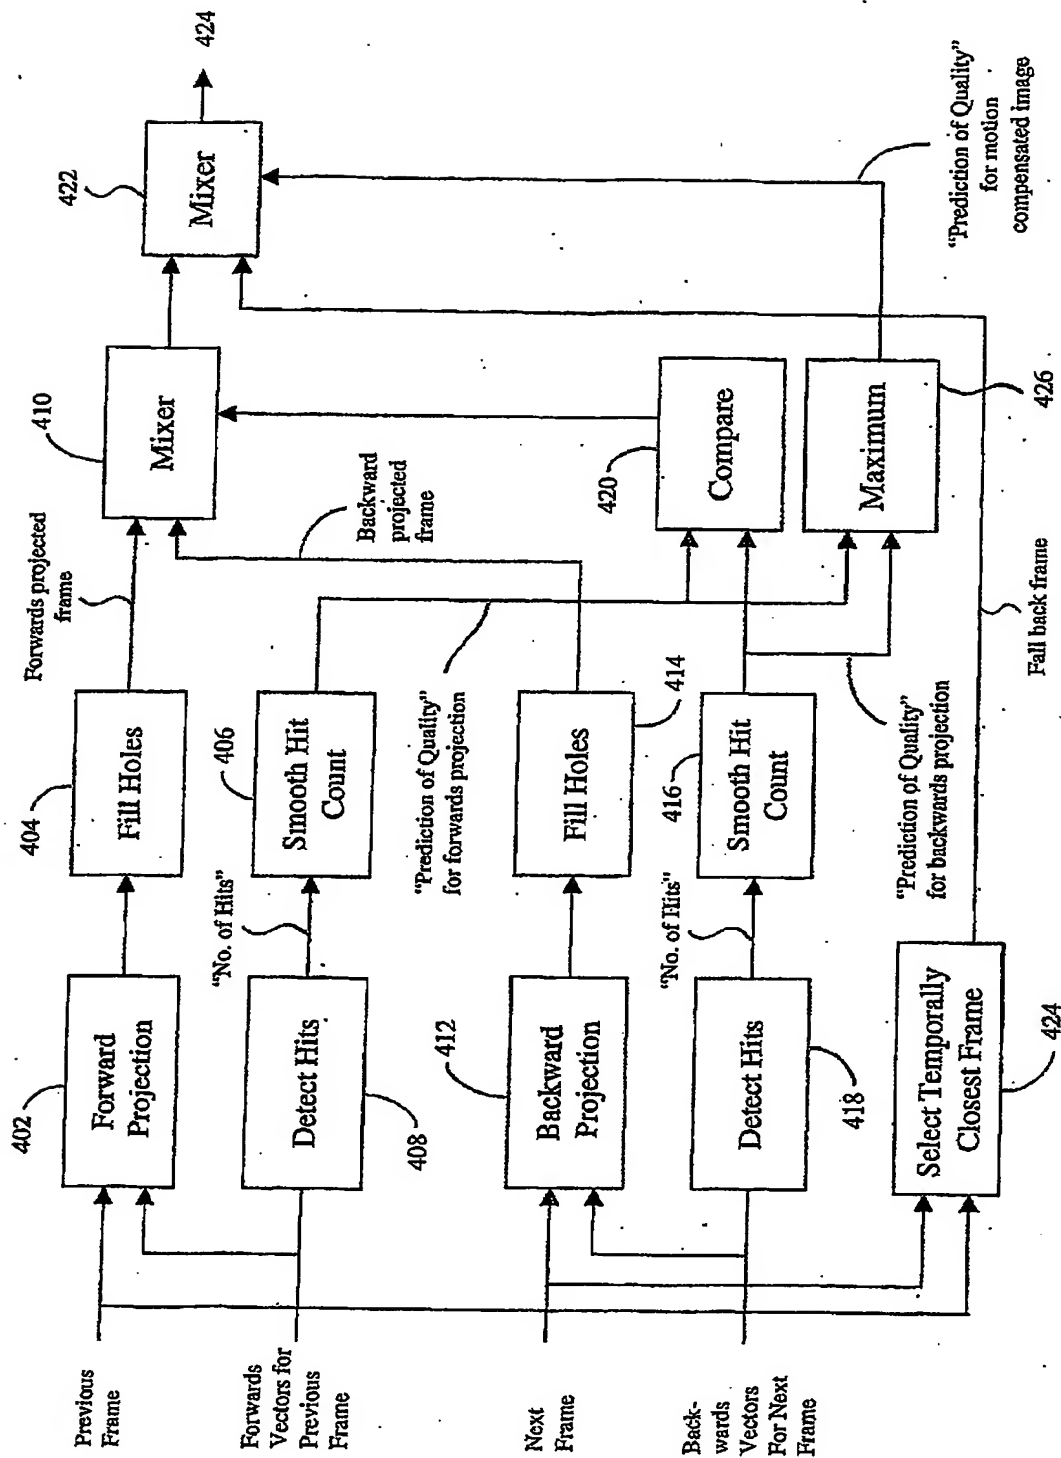 Previous
Frame
Forwards
Vectors for
Previous
Frame
Next
Frame
Back-
wards
Vectors
For Next
Frame
402
Forward
Projection
Detect Hits
408
412
Backward
Projection
Detect Hits
418
Select Temporally
Closest Frame
424
"No. of Hits"
"No. of Hits"
404
Fill Holes
406
Smooth Hit
Count
"Prediction of Quality"
for forwards projection
Fill Holes
414
416
Smooth Hit
Count
"Prediction of Quality"
for backwards projection
Forwards projected
frame
Backward
projected
frame
Fall back frame
410
Mixer
420
Compare
Maximum
426
422
Mixer
424
"Prediction of Quality"
for motion
compensated image